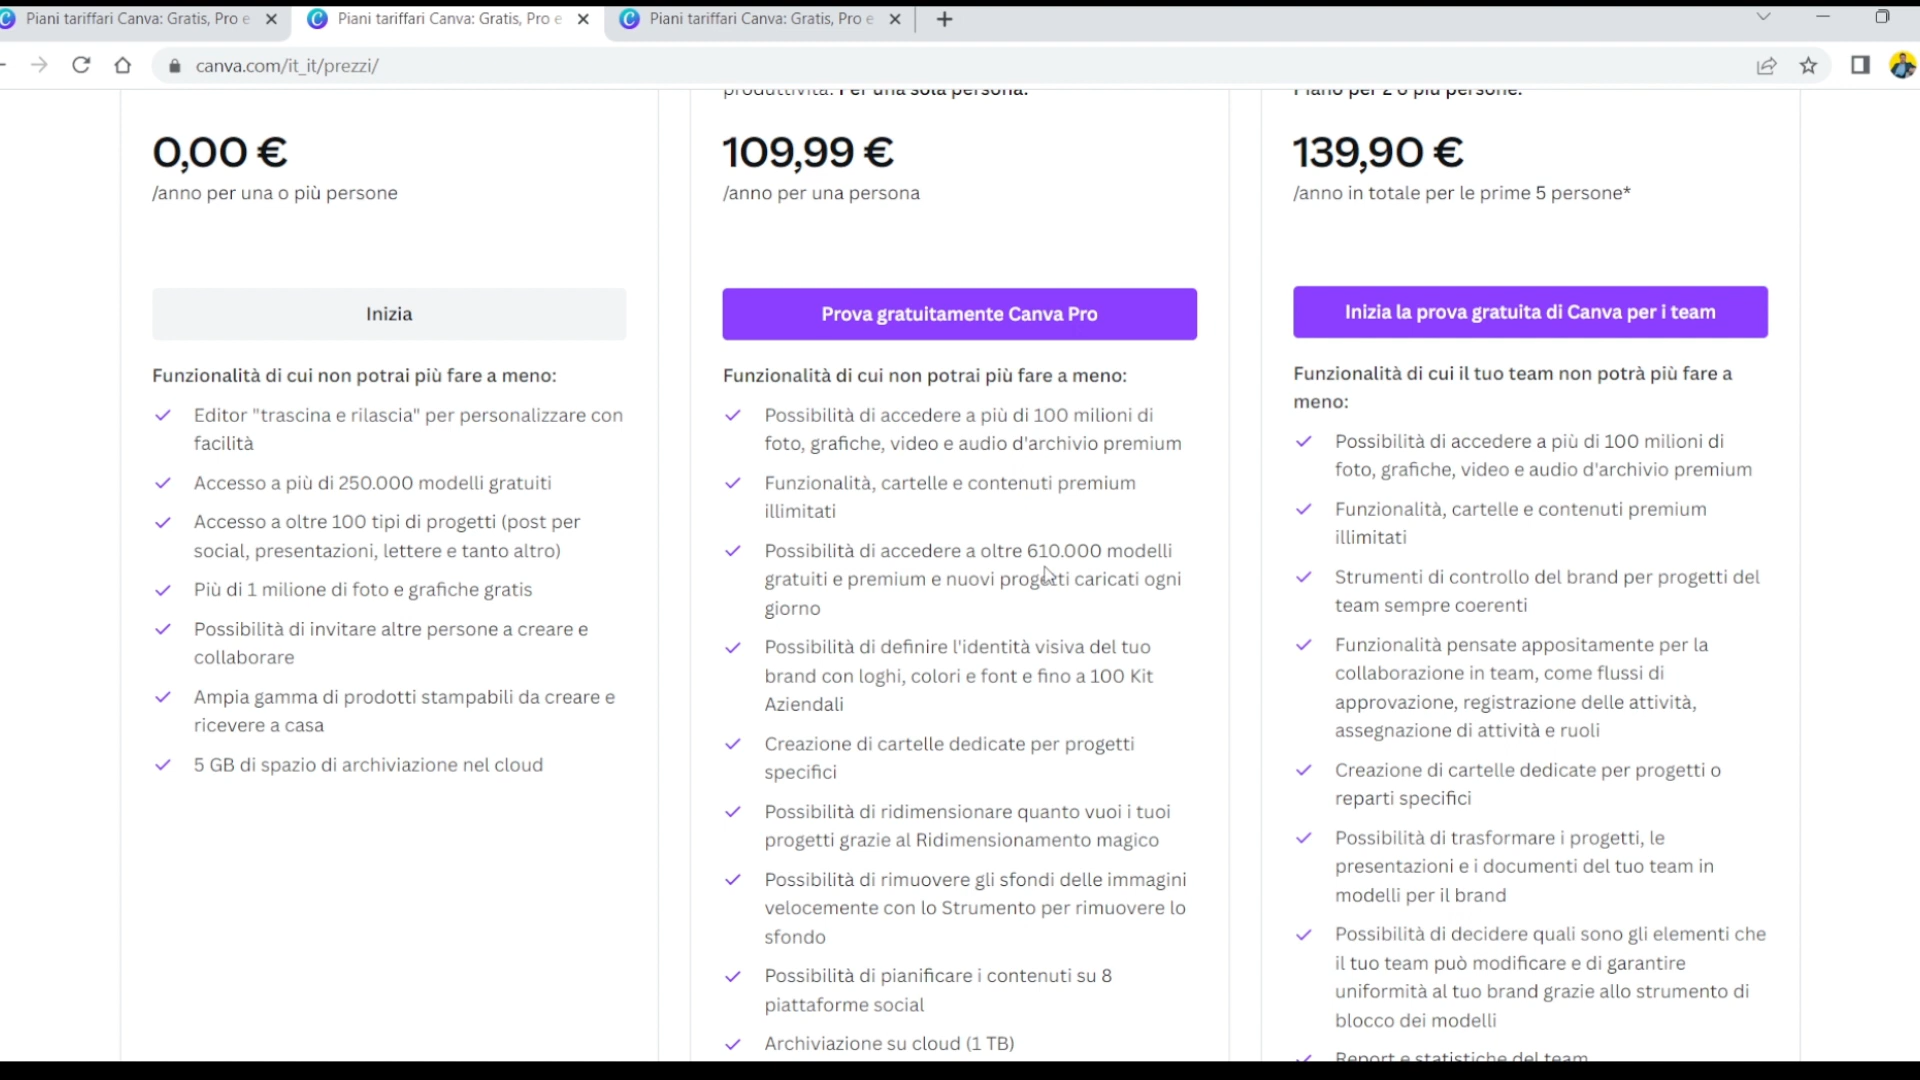 Piani tariffari Canva: Gratis, Pro e
Piani tariffari Canva: Gratis, Pro e
Piani tariffari Canva: Gratis, Pro e
canva.com/it_it/prezzi/
0,00 €
/anno per una o più persone
Inizia
Funzionalità di cui non potrai più fare a meno:
Editor "trascina e rilascia" per personalizzare con
facilità
Accesso a più di 250.000 modelli gratuiti
Accesso a oltre 100 tipi di progetti (post per
social, presentazioni, lettere e tanto altro)
Più di 1 milione di foto e grafiche gratis
Possibilità di invitare altre persone a creare e
collaborare
Ampia gamma di prodotti stampabili da creare e
ricevere a casa
5 GB di spazio di archiviazione nel cloud
produttività. Per una sola persona.
109,99 €
/anno per una persona
Prova gratuitamente Canva Pro
Funzionalità di cui non potrai più fare a meno:
Possibilità di accedere a più di 100 milioni di
foto, grafiche, video e audio d'archivio premium
Funzionalità, cartelle e contenuti premium
illimitati
Possibilità di accedere a oltre 610.000 modelli
gratuiti e premium e nuovi progetti caricati ogni
giorno
Possibilità di definire l'identità visiva del tuo
brand con loghi, colori e font e fino a 100 Kit
Aziendali
Creazione di cartelle dedicate per progetti
specifici
Possibilità di ridimensionare quanto vuoi i tuoi
progetti grazie al Ridimensionamento magico
Possibilità di rimuovere gli sfondi delle immagini
velocemente con lo Strumento per rimuovere lo
sfondo
Possibilità di pianificare i contenuti su 8
piattaforme social
Archiviazione su cloud (1 TB)
Piano per 2 o più persone.
139,90 €
/anno in totale per le prime 5 persone*
Inizia la prova gratuita di Canva per i team
Funzionalità di cui il tuo team non potrà più fare a
meno:
Possibilità di accedere a più di 100 milioni di
foto, grafiche, video e audio d'archivio premium
Funzionalità, cartelle e contenuti premium
illimitati
Strumenti di controllo del brand per progetti del
team sempre coerenti
Funzionalità pensate appositamente per la
collaborazione in team, come flussi di
approvazione, registrazione delle attività,
assegnazione di attività e ruoli
Creazione di cartelle dedicate per progetti o
reparti specifici
Possibilità di trasformare i progetti, le
presentazioni e i documenti del tuo team in
modelli per il brand
Possibilità di decidere quali sono gli elementi che
il tuo team può modificare e di garantire
uniformità al tuo brand grazie allo strumento di
blocco dei modelli
Report e statistiche del team